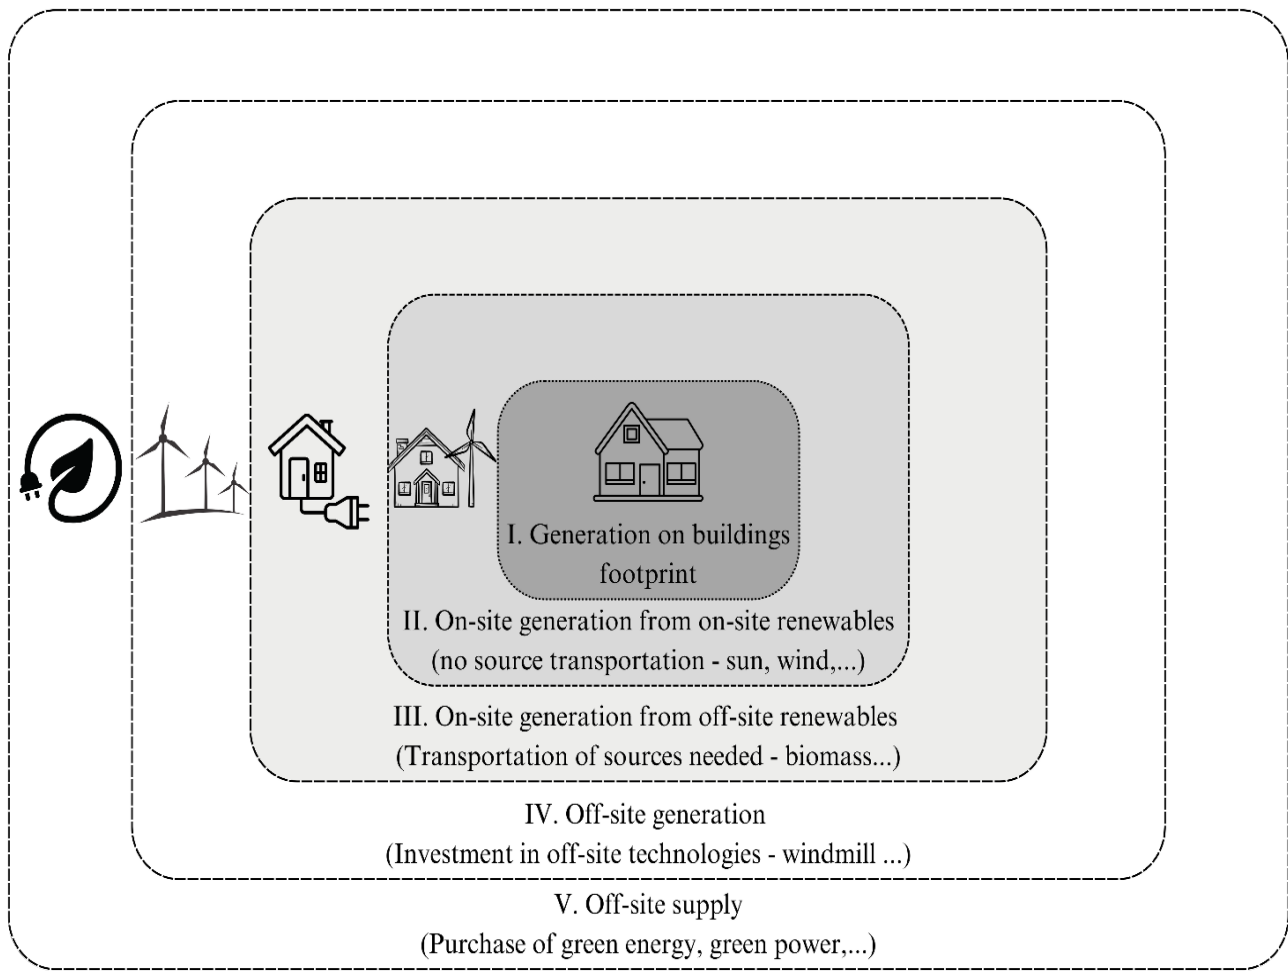 I. Generation on buildings
footprint
II. On-site generation from on-site renewables
(no source transportation - sun, wind,...)
III. On-site generation from off-site renewables
(Transportation of sources needed - biomass...)
IV. Off-site generation
(Investment in off-site technologies - windmill ...)
V. Off-site supply
(Purchase of green energy, green power,...)